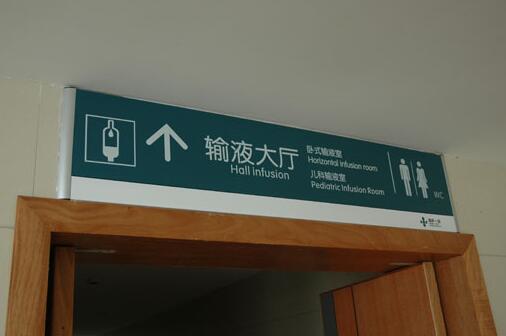 输液大厅
Hall infusion
卧式输液室
Horizontal infusion room
儿科输液室
Pediatric Infusion Room
WC